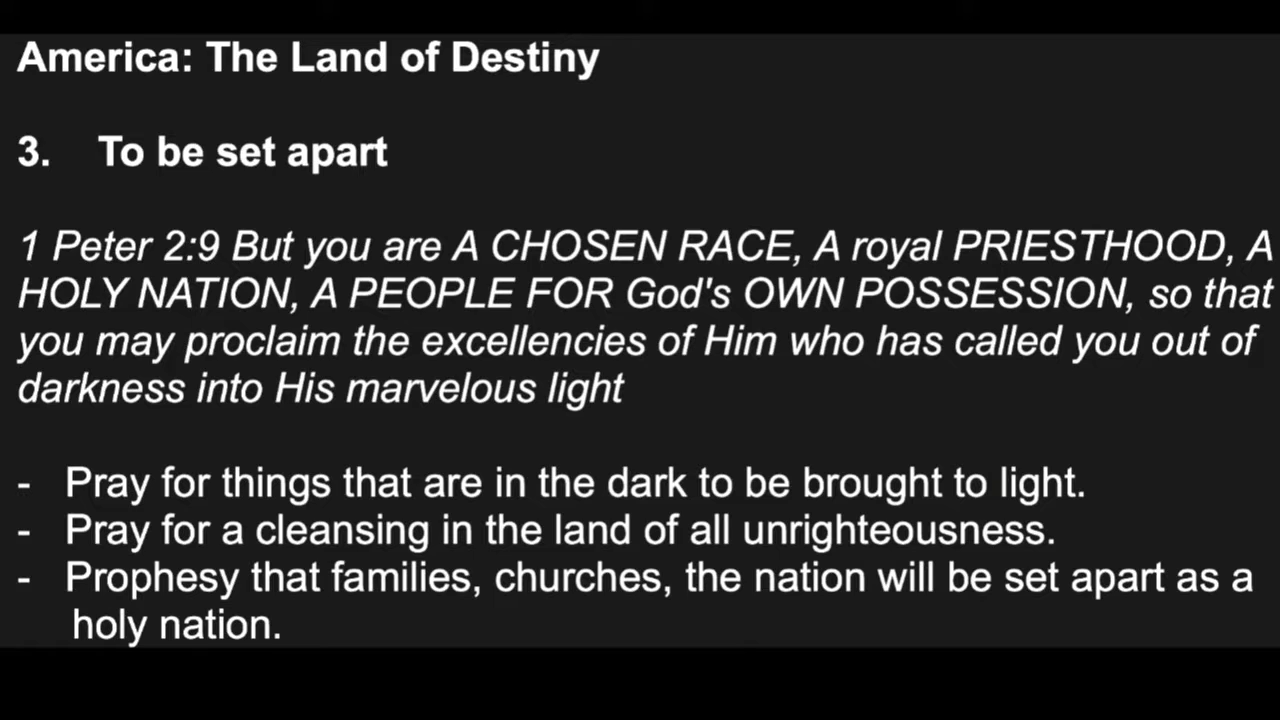 America: The Land of Destiny
3. To be set apart
1 Peter 2:9 But you are A CHOSEN RACE, A royal PRIESTHOOD, A
HOLY NATION, A PEOPLE FOR God's OWN POSSESSION, so that
you may proclaim the excellencies of Him who has called you out of
darkness into His marvelous light
- Pray for things that are in the dark to be brought to light.
- Pray for a cleansing in the land of all unrighteousness.
- Prophesy that families, churches, the nation will be set apart as a
holy nation.